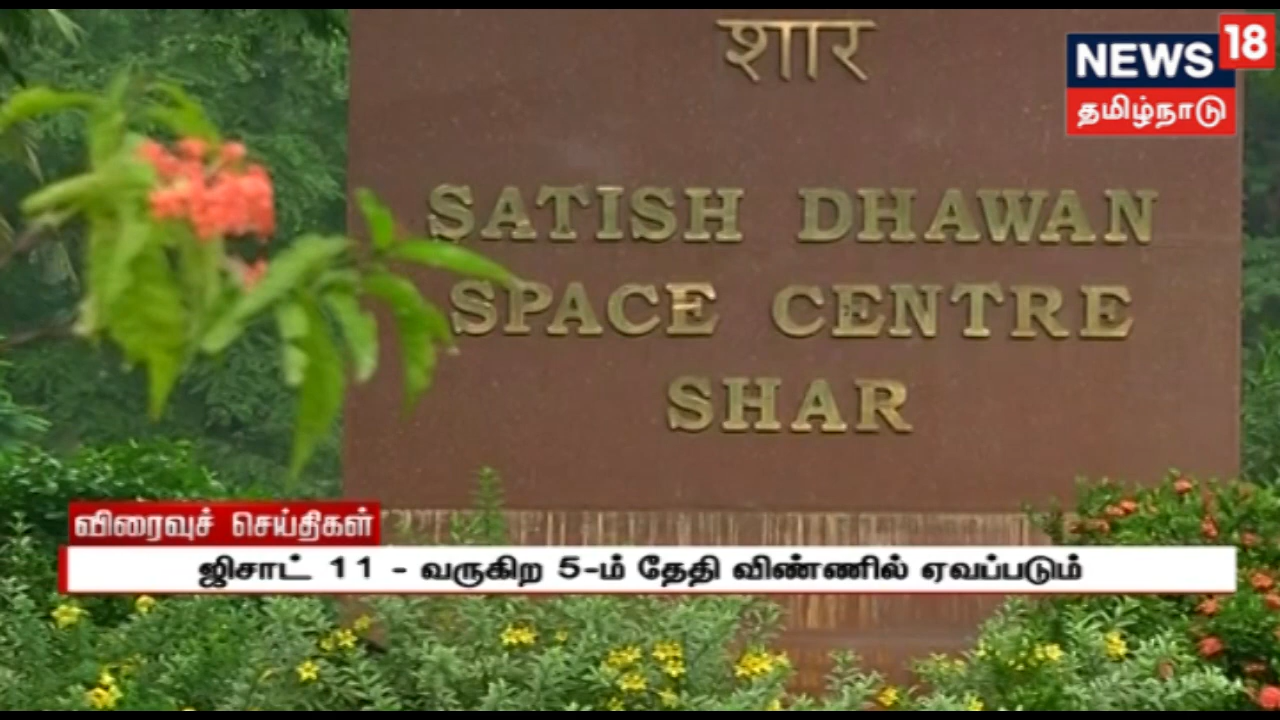 शार
NEWS 18
தமிழ்நாடு
SATISH DHAWAN
SPACE CENTRE
SHAR
விரைவுச் செய்திகள்
ஜிசாட் 11 - வருகிற 5-ம் தேதி விண்ணில் ஏவப்படும்